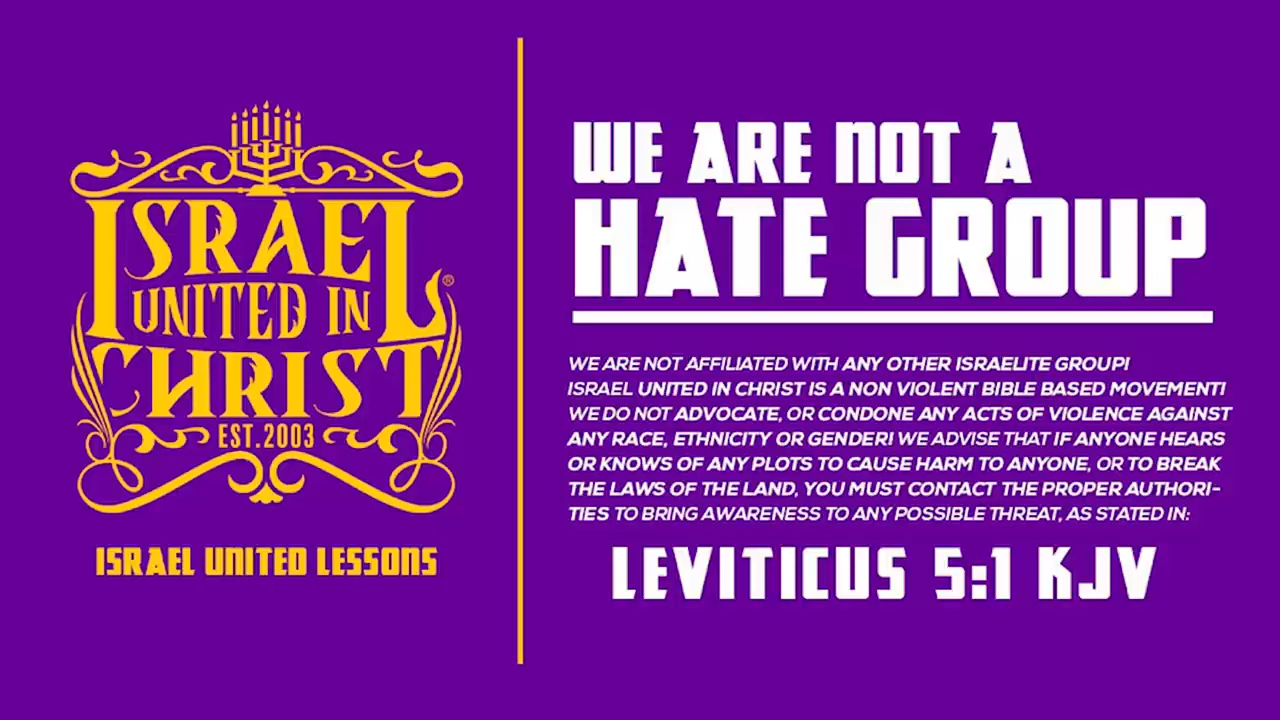 ISRAEL
UNITED IN
CHRIST
®
EST.2003
ISRAEL UNITED LESSONS
WE ARE NOT A
HATE GROUP
WE ARE NOT AFFILIATED WITH ANY OTHER ISRAELITE GROUP!
ISRAEL UNITED IN CHRIST IS A NON VIOLENT BIBLE BASED MOVEMENT!
WE DO NOT ADVOCATE, OR CONDONE ANY ACTS OF VIOLENCE AGAINST
ANY RACE, ETHNICITY OR GENDER! WE ADVISE THAT IF ANYONE HEARS
OR KNOWS OF ANY PLOTS TO CAUSE HARM TO ANYONE, OR TO BREAK
THE LAWS OF THE LAND, YOU MUST CONTACT THE PROPER AUTHORI-
TIES TO BRING AWARENESS TO ANY POSSIBLE THREAT, AS STATED IN:
LEVITICUS 5:1 KJV